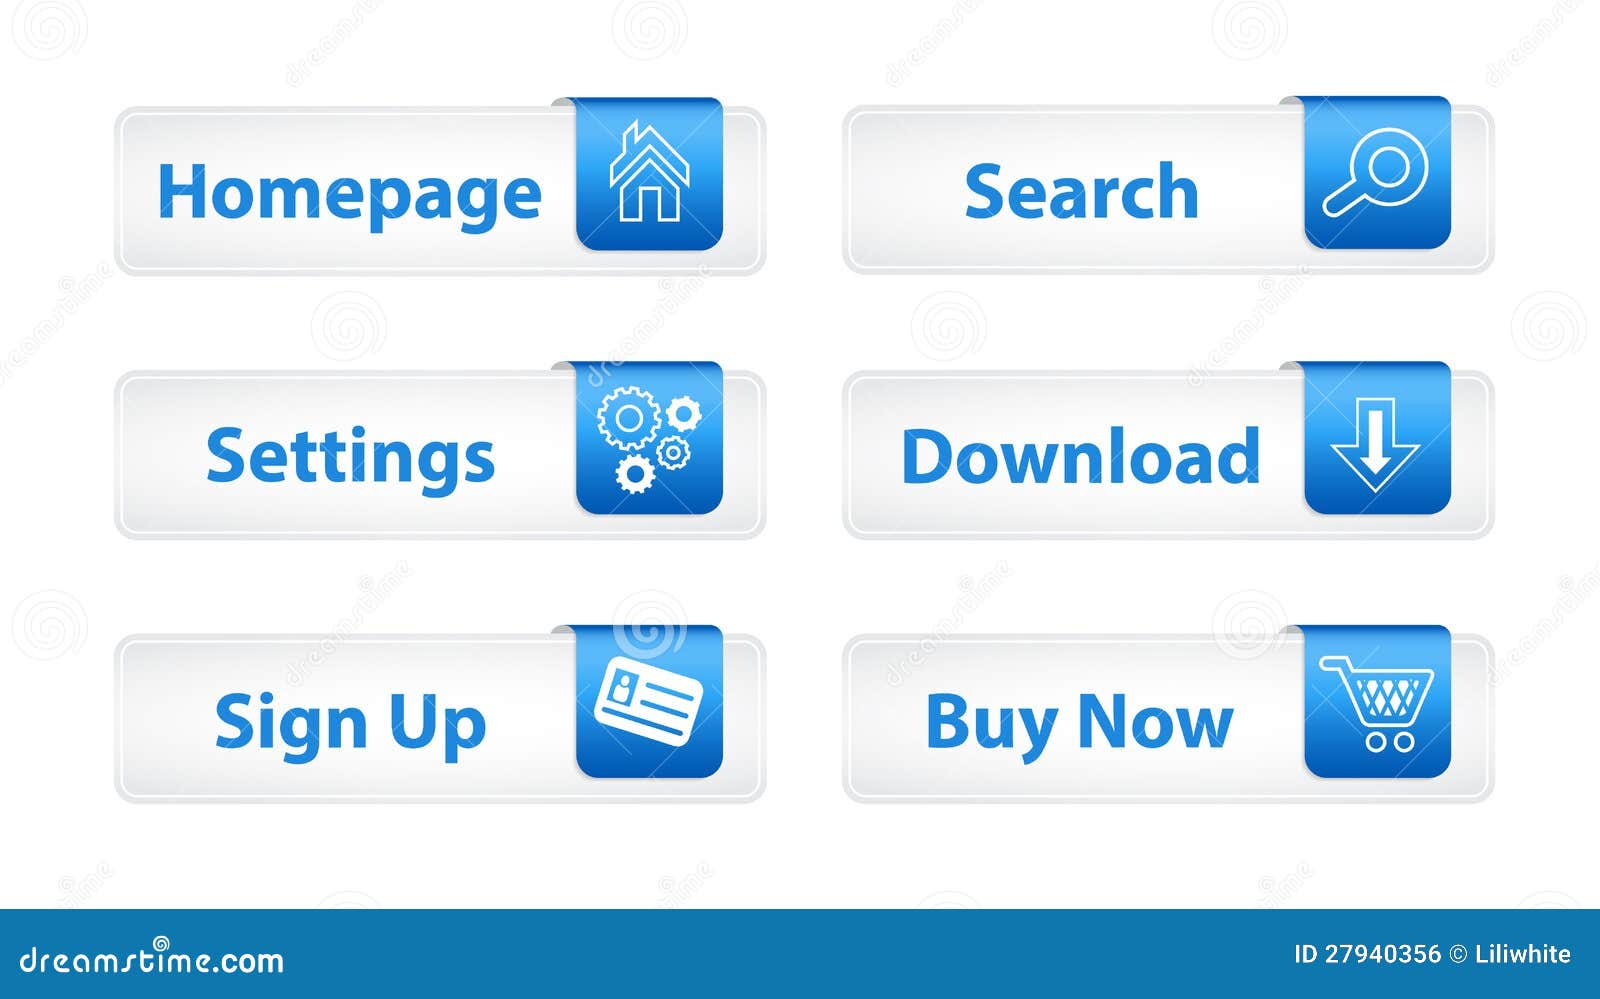 Homepage
Search
Settings
Download
Sign Up
Buy Now
dreamstime.com
ID 27940356 © Liliwhite